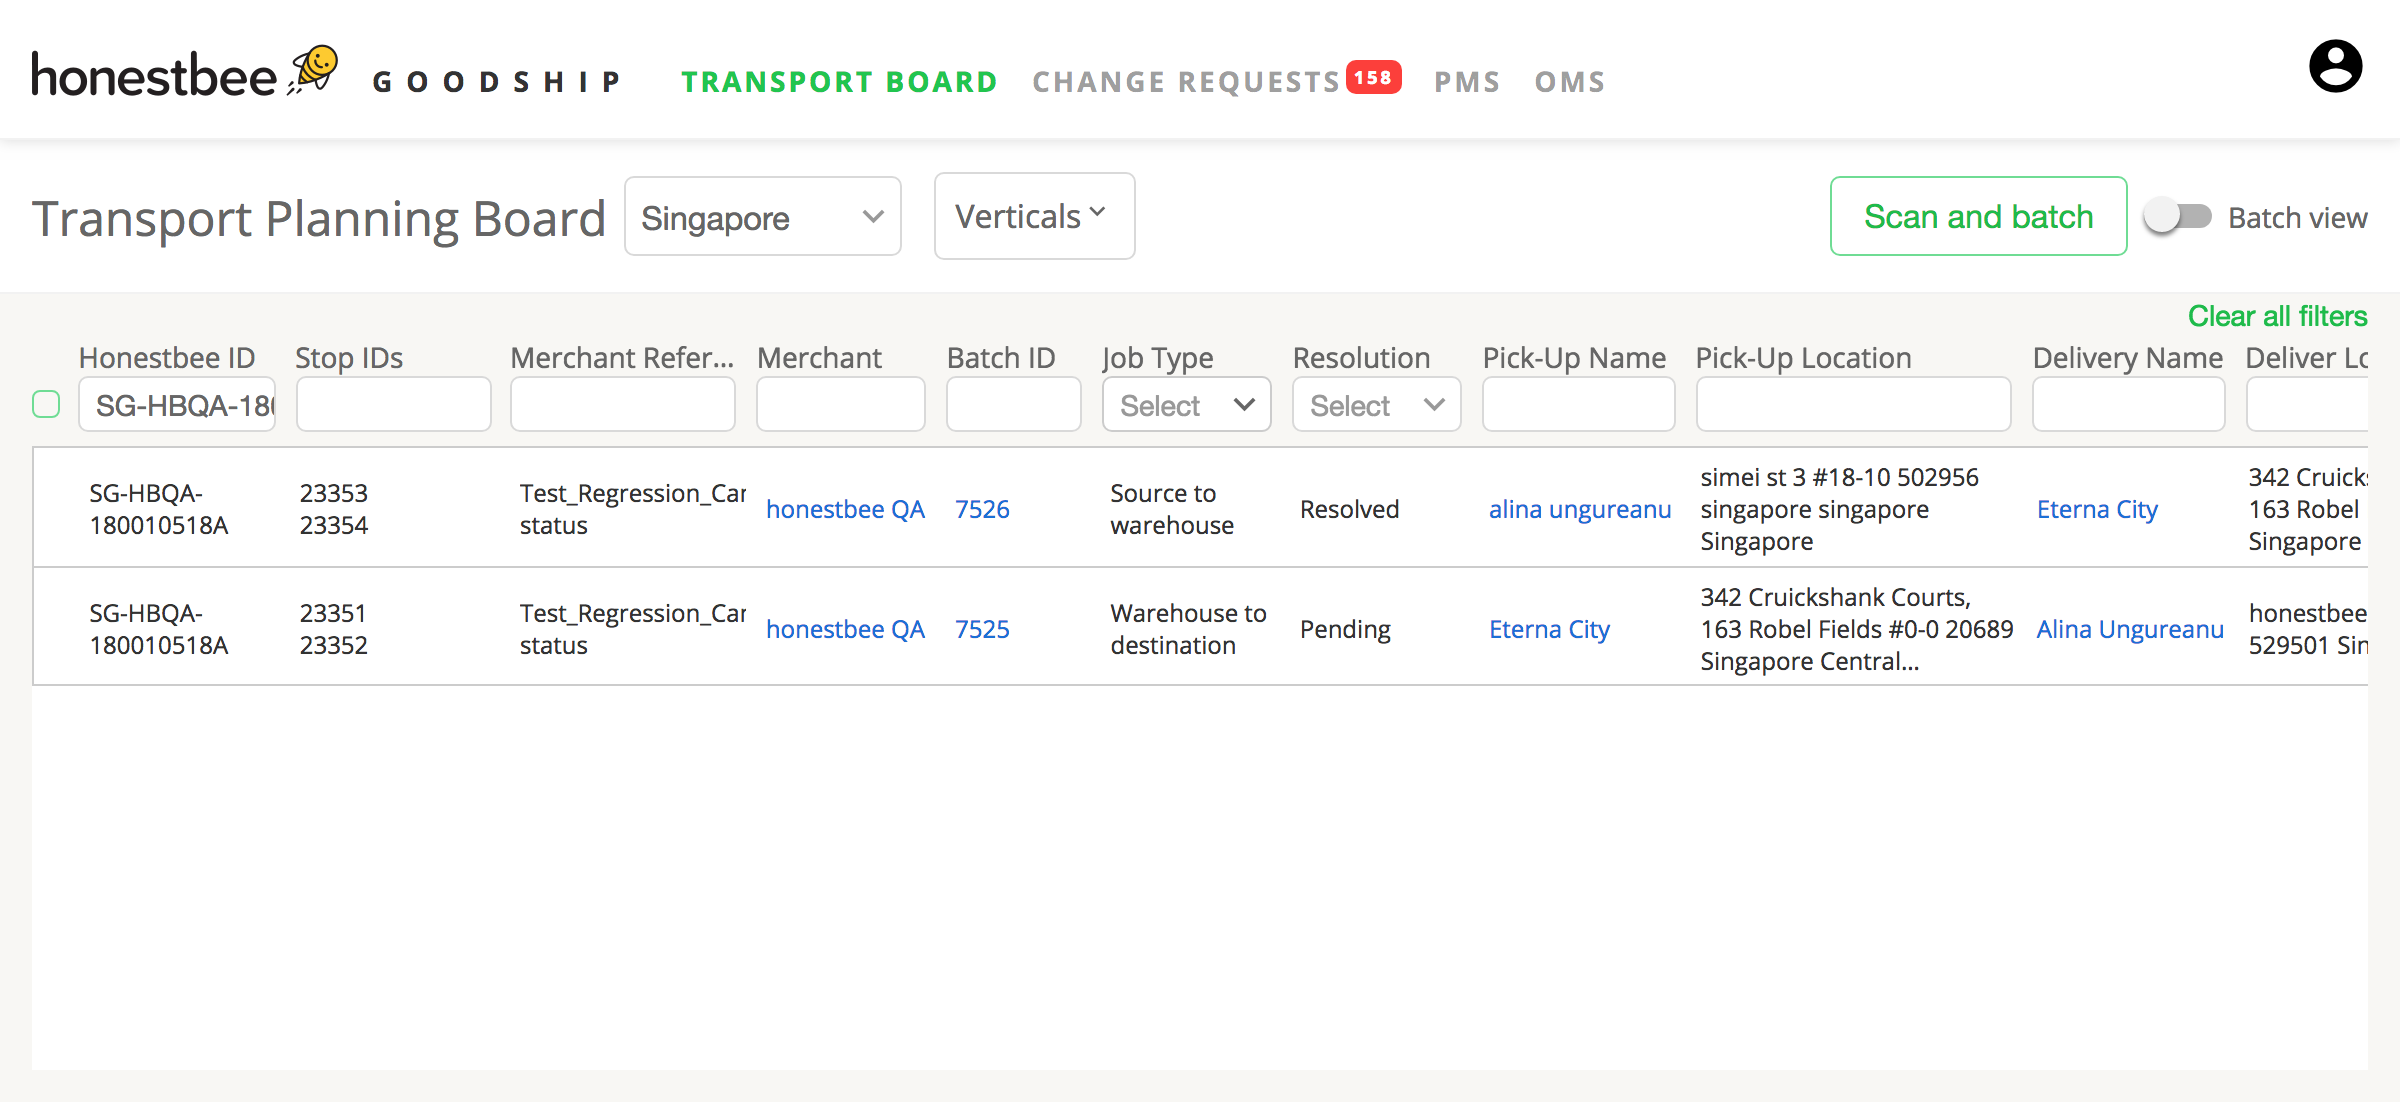 honestbee GOODSHIP TRANSPORT BOARD CHANGE REQUESTS 158 PMS OMS
Transport Planning Board Singapore Verticals Scan and batch Batch view
Clear all filters
Honestbee ID Stop IDs Merchant Refer... Merchant Batch ID Job Type Resolution Pick-Up Name Pick-Up Location Delivery Name Deliver Lo
SG-HBQA-180 Select Select
SG-HBQA-
180010518A
23353
23354
Test_Regression_Can
status
honestbee QA
7526
Source to
warehouse
Resolved
alina ungureanu
simei st 3 #18-10 502956
singapore singapore
Singapore
Eterna City
342 Cruicks
163 Robel
Singapore
SG-HBQA-
180010518A
23351
23352
Test_Regression_Can
status
honestbee QA
7525
Warehouse to
destination
Pending
Eterna City
342 Cruickshank Courts,
163 Robel Fields #0-0 20689
Singapore Central...
Alina Ungureanu
honestbee
529501 Sin